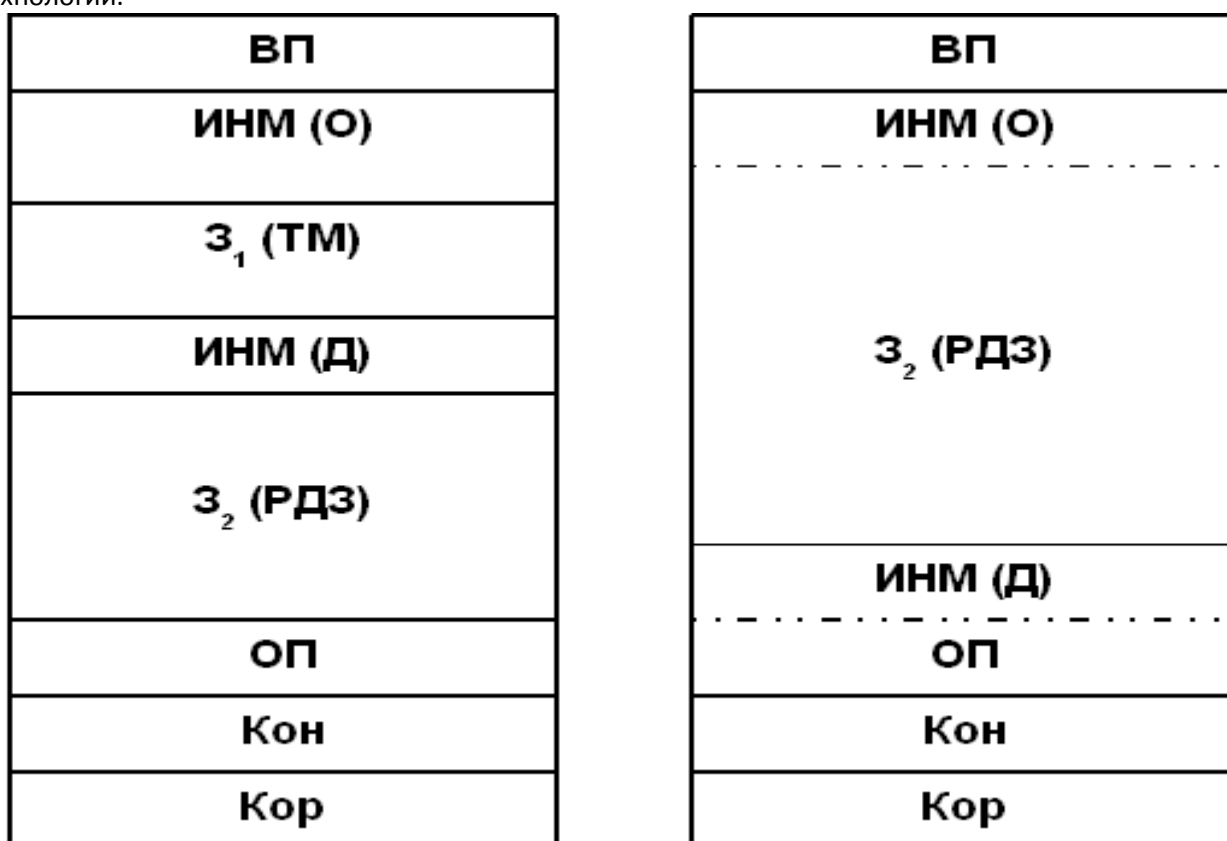 хнологии.
ВП
ИНМ (О)
З₁ (ТМ)
ИНМ (Д)
З₂ (РДЗ)
ОП
Кон
Кор
ВП
ИНМ (О)
З₂ (РДЗ)
ИНМ (Д)
ОП
Кон
Кор